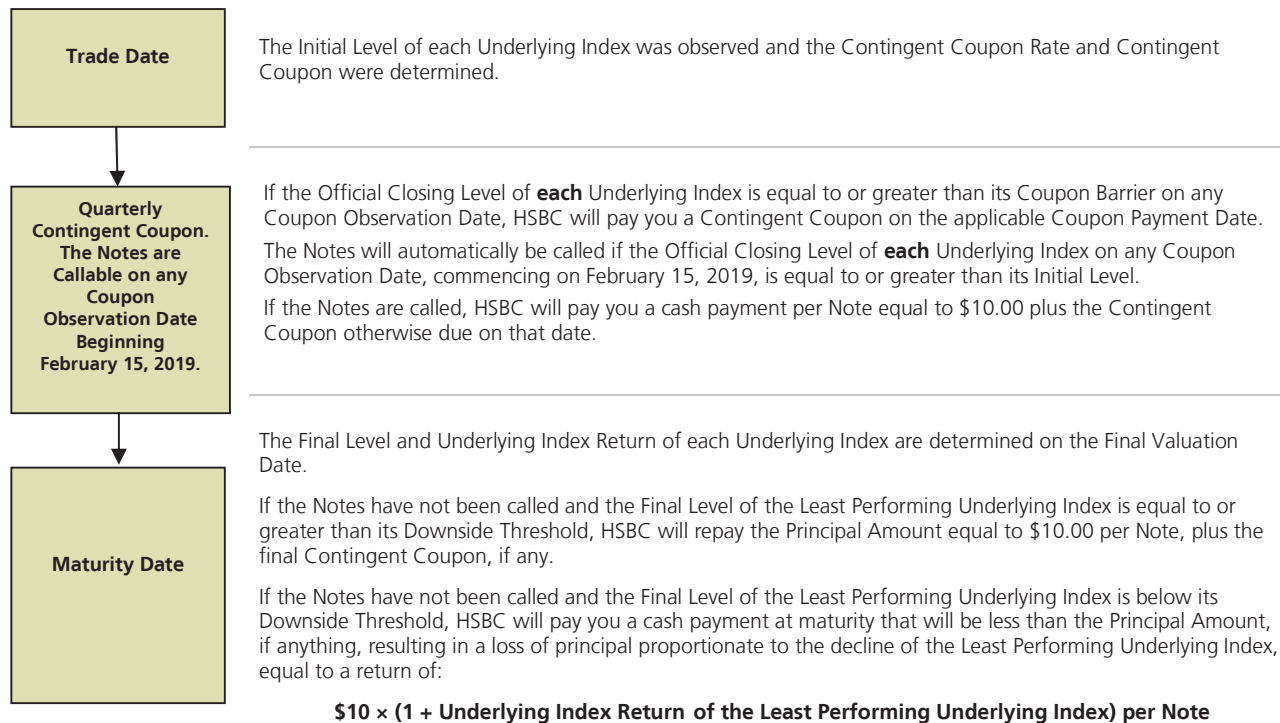 Trade Date
The Initial Level of each Underlying Index was observed and the Contingent Coupon Rate and Contingent
Coupon were determined.
Quarterly
Contingent Coupon.
The Notes are
Callable on any
Coupon
Observation Date
Beginning
February 15, 2019.
If the Official Closing Level of each Underlying Index is equal to or greater than its Coupon Barrier on any
Coupon Observation Date, HSBC will pay you a Contingent Coupon on the applicable Coupon Payment Date.
The Notes will automatically be called if the Official Closing Level of each Underlying Index on any Coupon
Observation Date, commencing on February 15, 2019, is equal to or greater than its Initial Level.
If the Notes are called, HSBC will pay you a cash payment per Note equal to $10.00 plus the Contingent
Coupon otherwise due on that date.
Maturity Date
The Final Level and Underlying Index Return of each Underlying Index are determined on the Final Valuation
Date.
If the Notes have not been called and the Final Level of the Least Performing Underlying Index is equal to or
greater than its Downside Threshold, HSBC will repay the Principal Amount equal to $10.00 per Note, plus the
final Contingent Coupon, if any.
If the Notes have not been called and the Final Level of the Least Performing Underlying Index is below its
Downside Threshold, HSBC will pay you a cash payment at maturity that will be less than the Principal Amount,
if anything, resulting in a loss of principal proportionate to the decline of the Least Performing Underlying Index,
equal to a return of:
$10 × (1 + Underlying Index Return of the Least Performing Underlying Index) per Note